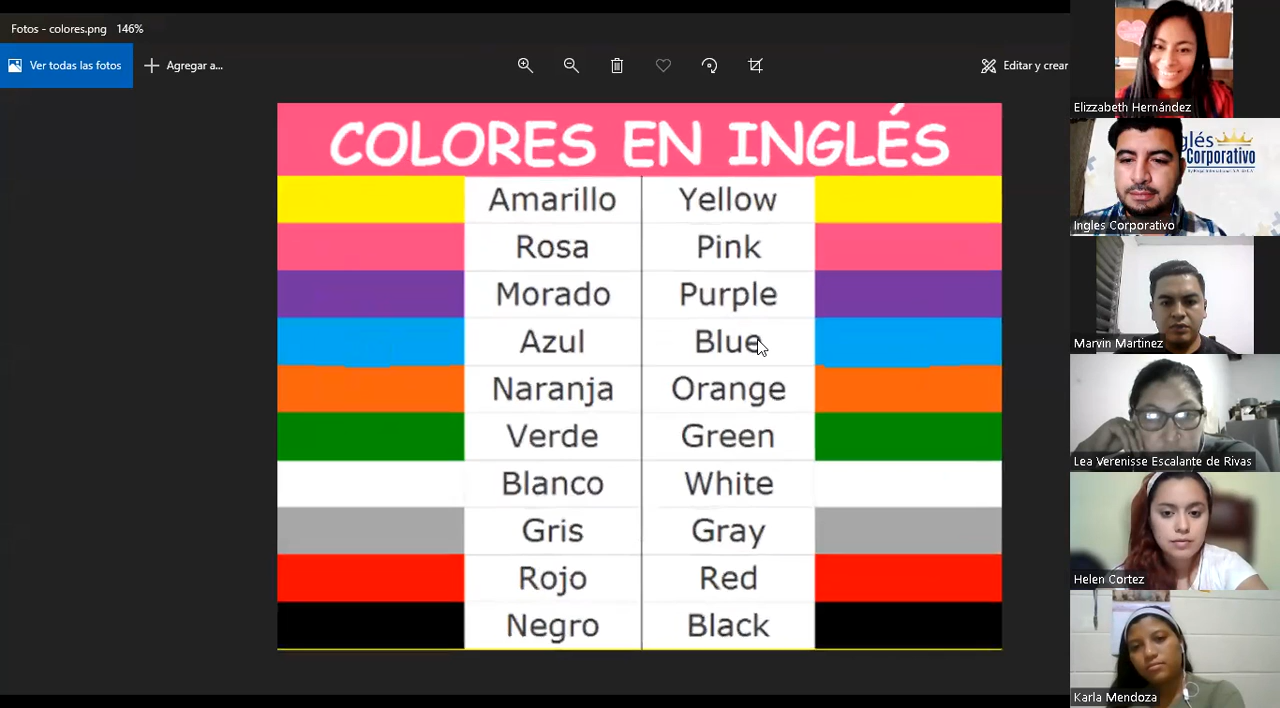 Fotos - colores.png 146%
Ver todas las fotos
Agregar a...
Editar y crear
COLORES EN INGLÉS
Amarillo Yellow
Rosa Pink
Morado Purple
Azul Blue
Naranja Orange
Verde Green
Blanco White
Gris Gray
Rojo Red
Negro Black
Elizzabeth Hernández
glés
Corporativo
Ingles Corporativo
Marvin Martinez
Lea Verenisse Escalante de Rivas
Helen Cortez
Karla Mendoza